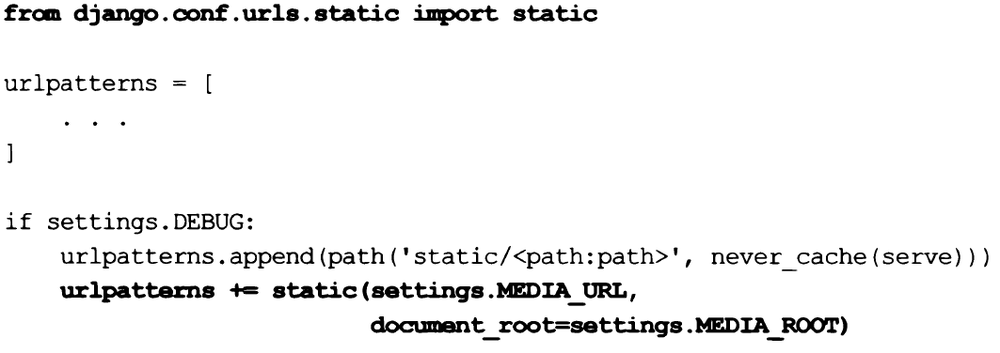 from django.conf.urls.static import static
urlpatterns = [
. . .
]
if settings.DEBUG:
urlpatterns.append(path('static/<path:path>', never_cache(serve)))
urlpatterns += static(settings.MEDIA_URL,
document_root=settings.MEDIA_ROOT)